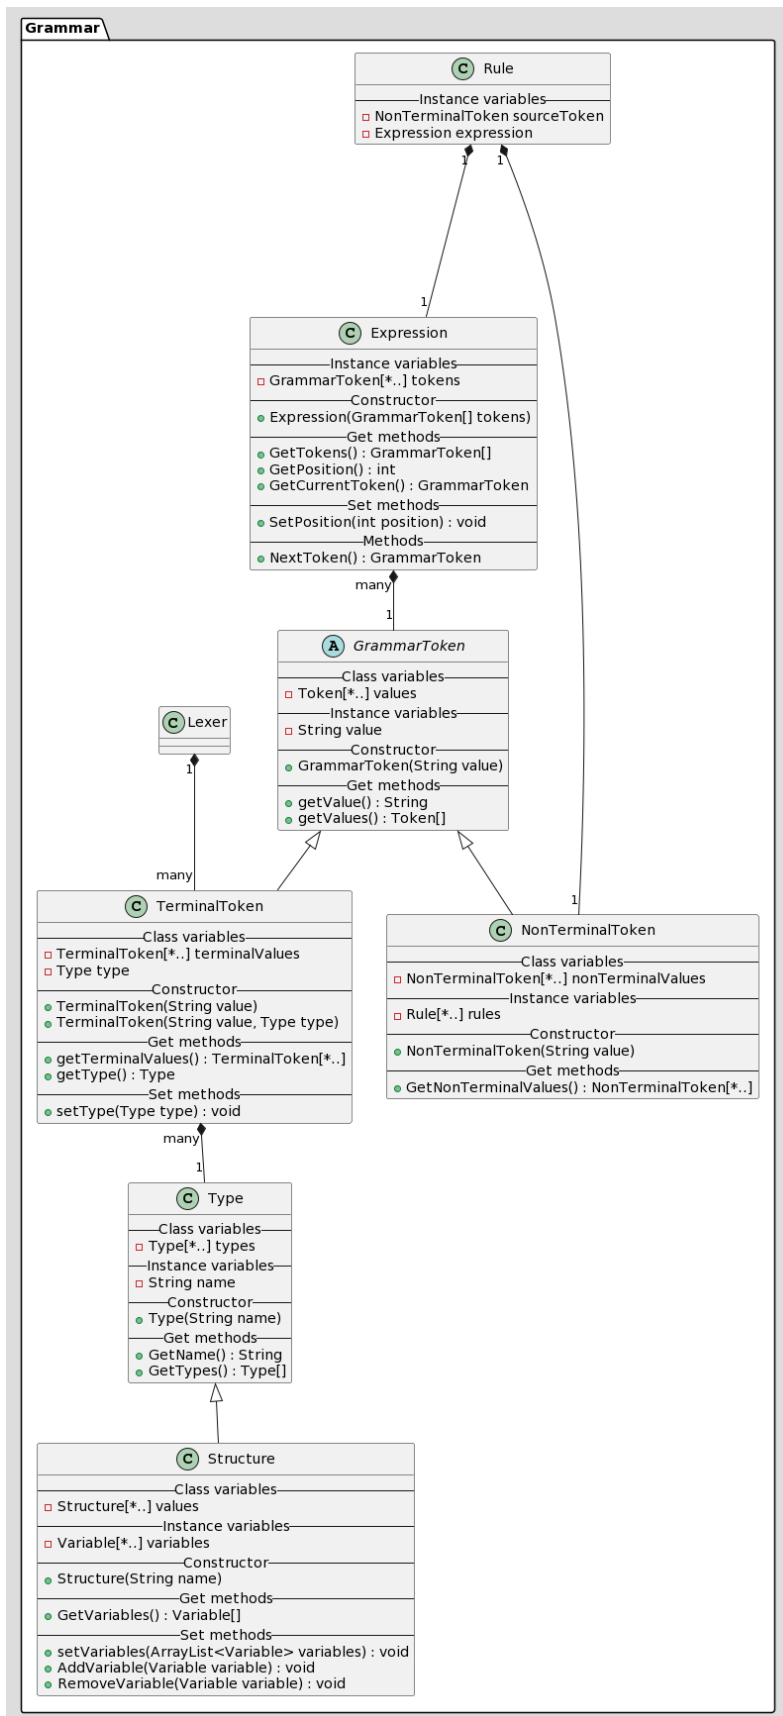 Grammar
C Rule
Instance variables
NonTerminalToken sourceToken
Expression expression
1
1
1
C Expression
Instance variables
GrammarToken[*..] tokens
Constructor
Expression(GrammarToken[] tokens)
Get methods
GetTokens() : GrammarToken[]
GetPosition() : int
GetCurrentToken() : GrammarToken
Set methods
SetPosition(int position) : void
Methods
NextToken() : GrammarToken
many
1
A GrammarToken
Class variables
Token[*..] values
Instance variables
String value
Constructor
GrammarToken(String value)
Get methods
getValue() : String
getValues() : Token[]
C Lexer
1
many
1
C TerminalToken
Class variables
TerminalToken[*..] terminalValues
Type type
Constructor
TerminalToken(String value)
TerminalToken(String value, Type type)
Get methods
getTerminalValues() : TerminalToken[*..]
getType() : Type
Set methods
setType(Type type) : void
C NonTerminalToken
Class variables
NonTerminalToken[*..] nonTerminalValues
Instance variables
Rule[*..] rules
Constructor
NonTerminalToken(String value)
Get methods
GetNonTerminalValues() : NonTerminalToken[*..]
many
1
C Type
Class variables
Type[*..] types
Instance variables
String name
Constructor
Type(String name)
Get methods
GetName() : String
GetTypes() : Type[]
C Structure
Class variables
Structure[*..] values
Instance variables
Variable[*..] variables
Constructor
Structure(String name)
Get methods
GetVariables() : Variable[]
Set methods
setVariables(ArrayList<Variable> variables) : void
AddVariable(Variable variable) : void
RemoveVariable(Variable variable) : void